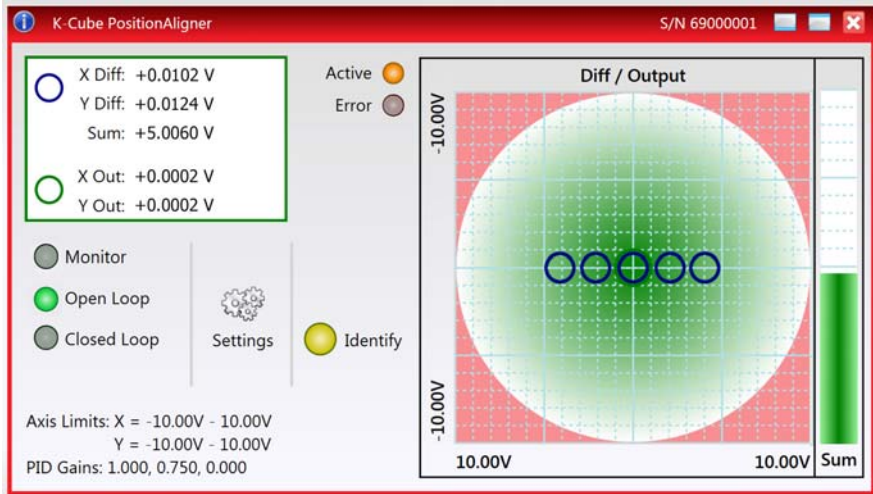 K-Cube PositionAligner
S/N 69000001
X Diff: +0.0102 V
Y Diff: +0.0124 V
Sum: +5.0060 V
X Out: +0.0002 V
Y Out: +0.0002 V
Active
Error
Monitor
Open Loop
Closed Loop
Settings
Identify
Axis Limits: X = -10.00V - 10.00V
Y = -10.00V - 10.00V
PID Gains: 1.000, 0.750, 0.000
Diff / Output
-10.00V
-10.00V
10.00V
10.00V
Sum